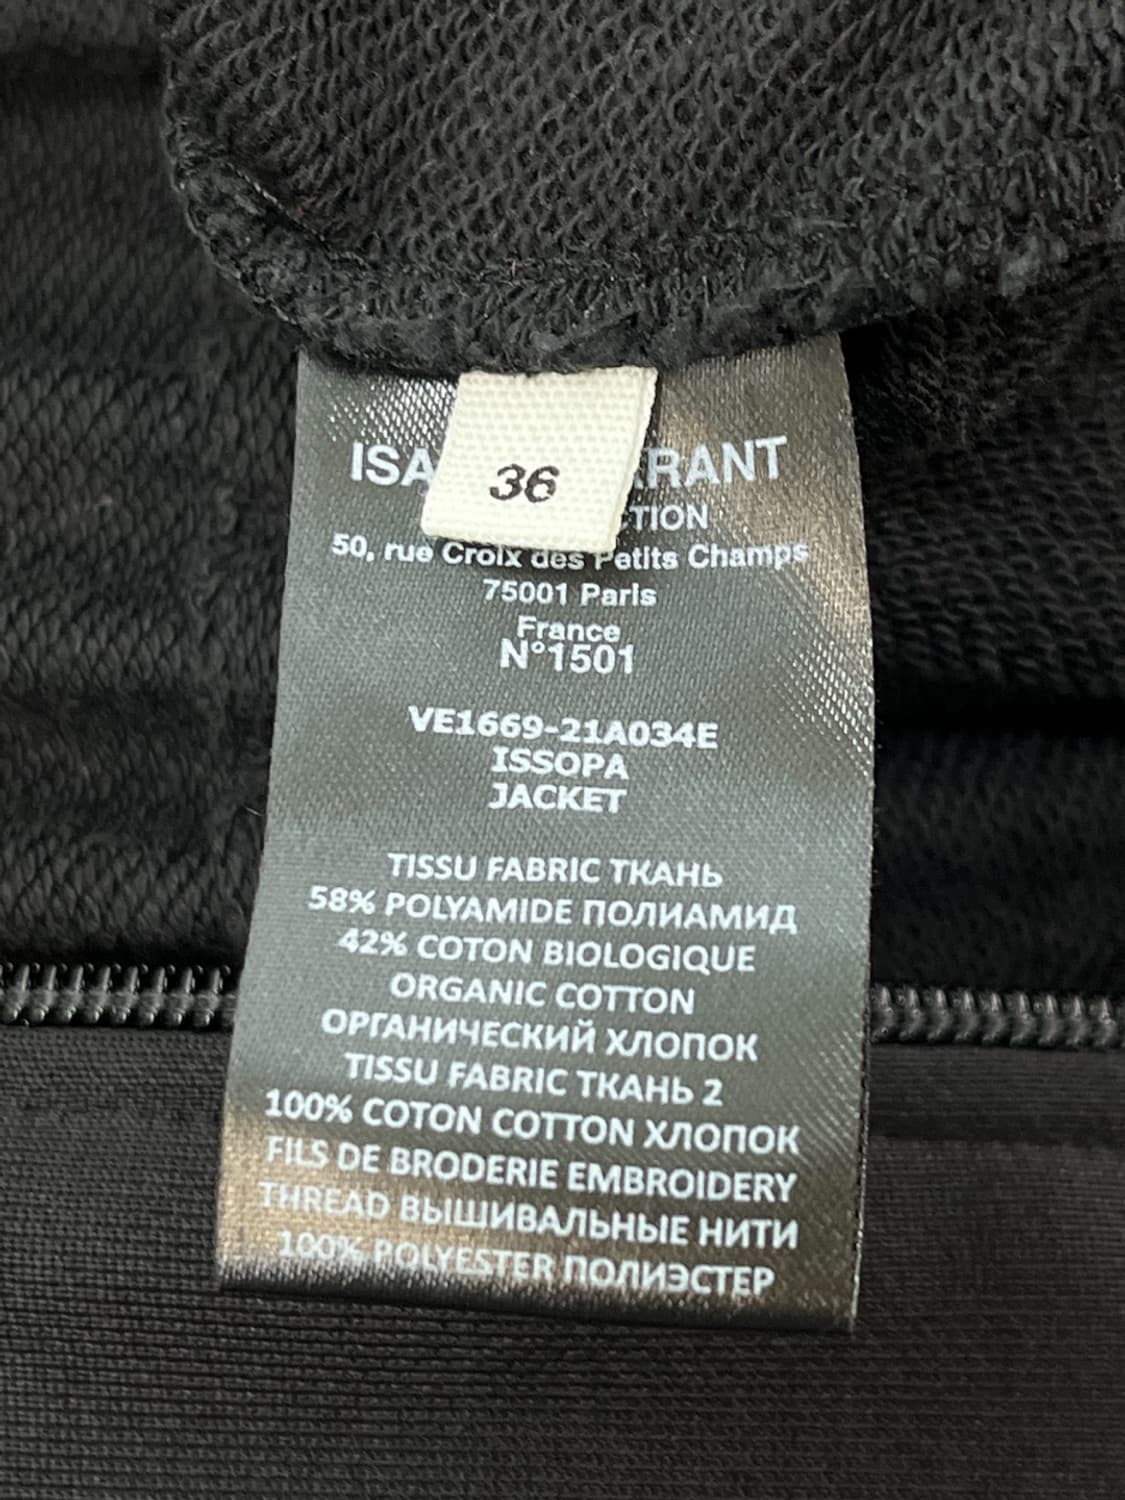 36
ISA RANT
TION
50, rue Croix des Petits Champs
75001 Paris
France
N°1501
VE1669-21A034E
ISSOPA
JACKET
TISSU FABRIC ТКАНЬ
58% POLYAMIDE ПОЛИАМИД
42% COTON BIOLOGIQUE
ORGANIC COTTON
ОРГАНИЧЕСКИЙ ХЛОПОК
TISSU FABRIC ТКАНЬ 2
100% COTON COTTON ХЛОПОК
FILS DE BRODERIE EMBROIDERY
THREAD ВЫШИВАЛЬНЫЕ НИТИ
100% POLYESTER ПОЛИЭСТЕР